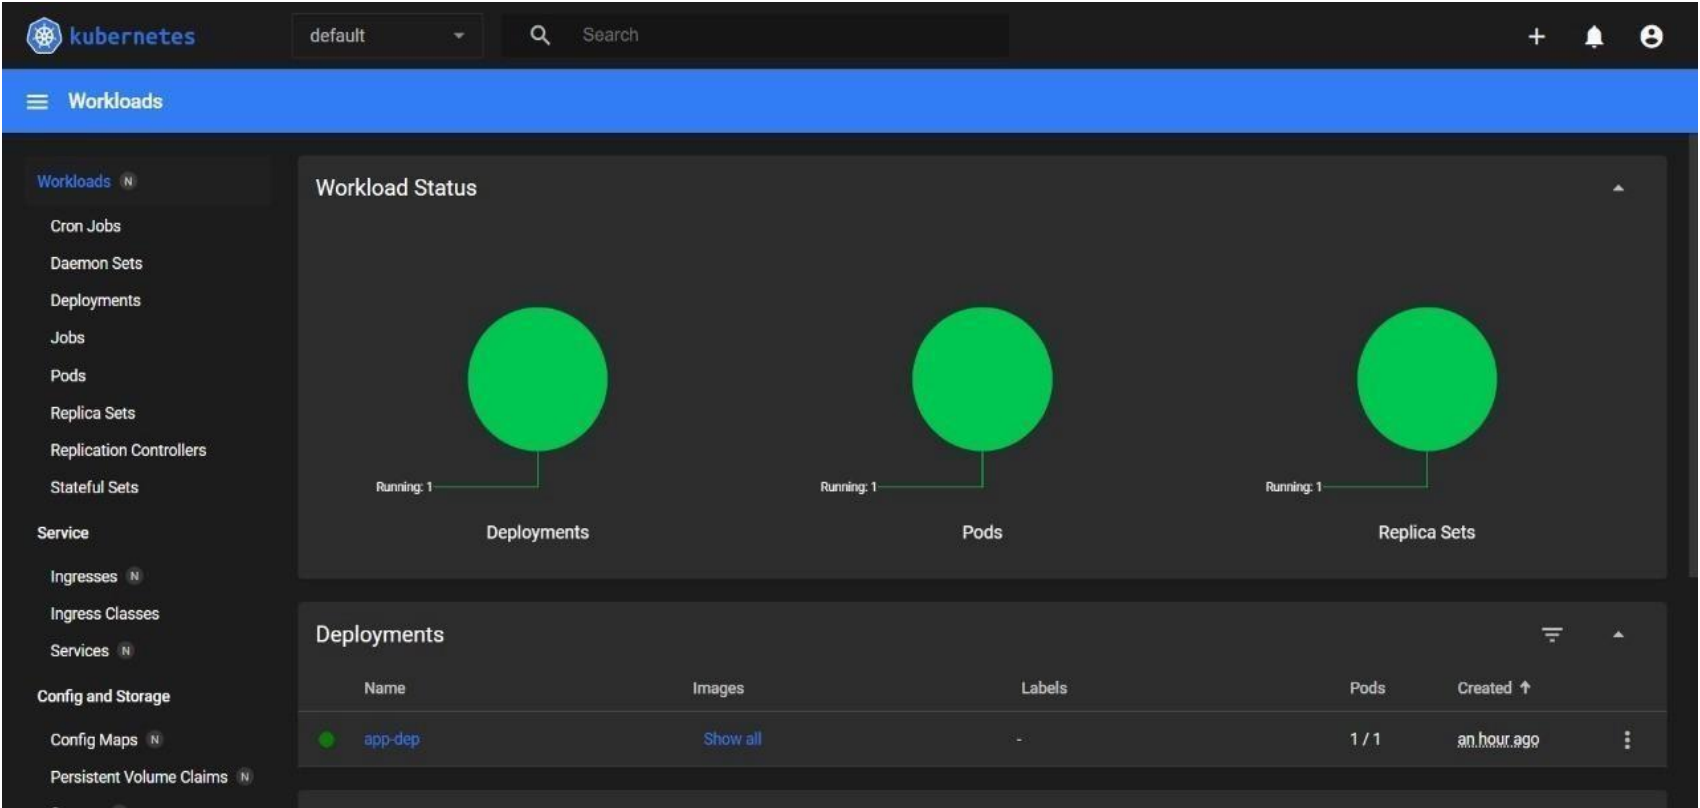 kubernetes
default
Search
Workloads
Workloads N
Cron Jobs
Daemon Sets
Deployments
Jobs
Pods
Replica Sets
Replication Controllers
Stateful Sets
Service
Ingresses N
Ingress Classes
Services N
Config and Storage
Config Maps N
Persistent Volume Claims N
Workload Status
Running: 1
Deployments
Running: 1
Pods
Running: 1
Replica Sets
Deployments
Name Images Labels Pods Created ↑
app-dep Show all - 1 / 1 an hour ago